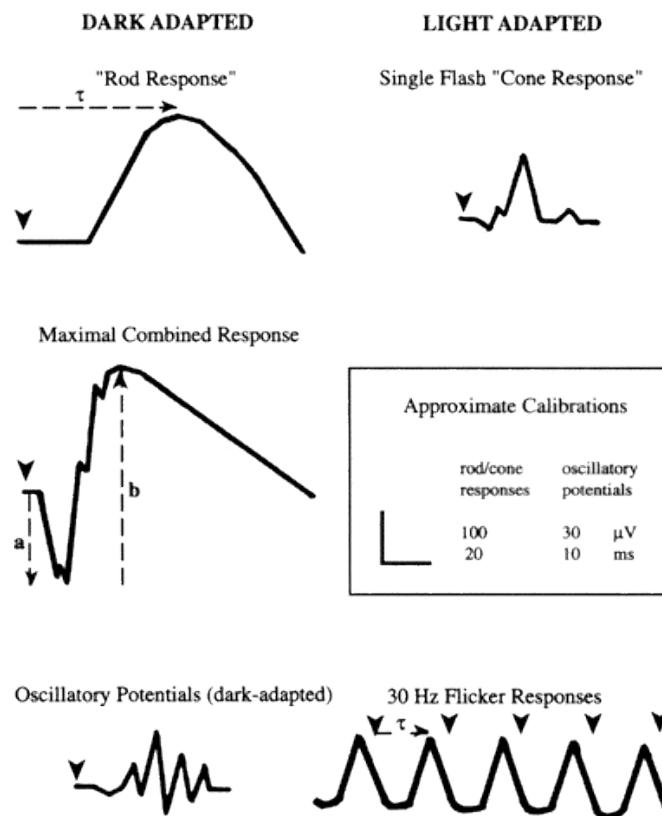 DARK ADAPTED
LIGHT ADAPTED
"Rod Response"
Single Flash "Cone Response"
τ
Maximal Combined Response
Approximate Calibrations
rod/cone oscillatory
responses potentials
100 30 μV
20 10 ms
b
a
Oscillatory Potentials (dark-adapted)
30 Hz Flicker Responses
τ